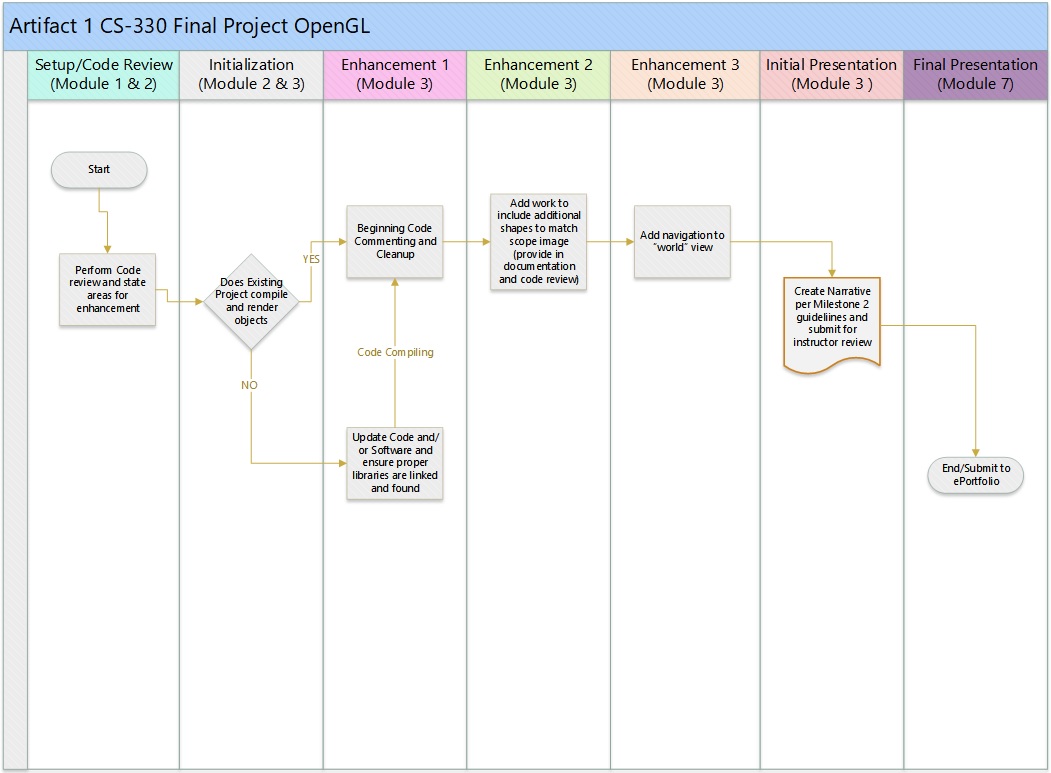 Artifact 1 CS-330 Final Project OpenGL
Setup/Code Review
(Module 1 & 2)
Initialization
(Module 2 & 3)
Enhancement 1
(Module 3)
Enhancement 2
(Module 3)
Enhancement 3
(Module 3)
Initial Presentation
(Module 3 )
Final Presentation
(Module 7)
Start
Perform Code
review and state
areas for
enhancement
Does Existing
Project compile
and render
objects
YES
NO
Beginning Code
Commenting and
Cleanup
Code Compiling
Update Code and/
or Software and
ensure proper
libraries are linked
and found
Add work to
include additional
shapes to match
scope image
(provide in
documentation
and code review)
Add navigation to
"world" view
Create Narrative
per Milestone 2
guidelines and
submit for
instructor review
End/Submit to
ePortfolio